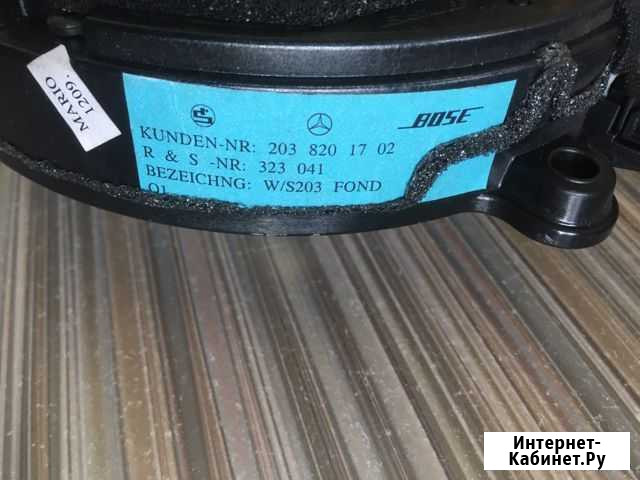 MARIO
1209.
BOSE
KUNDEN-NR: 203 820 17 02
R & S -NR: 323 041
BEZEICHNG: W/S203 FOND
01
Интернет-
Кабинет.Ру